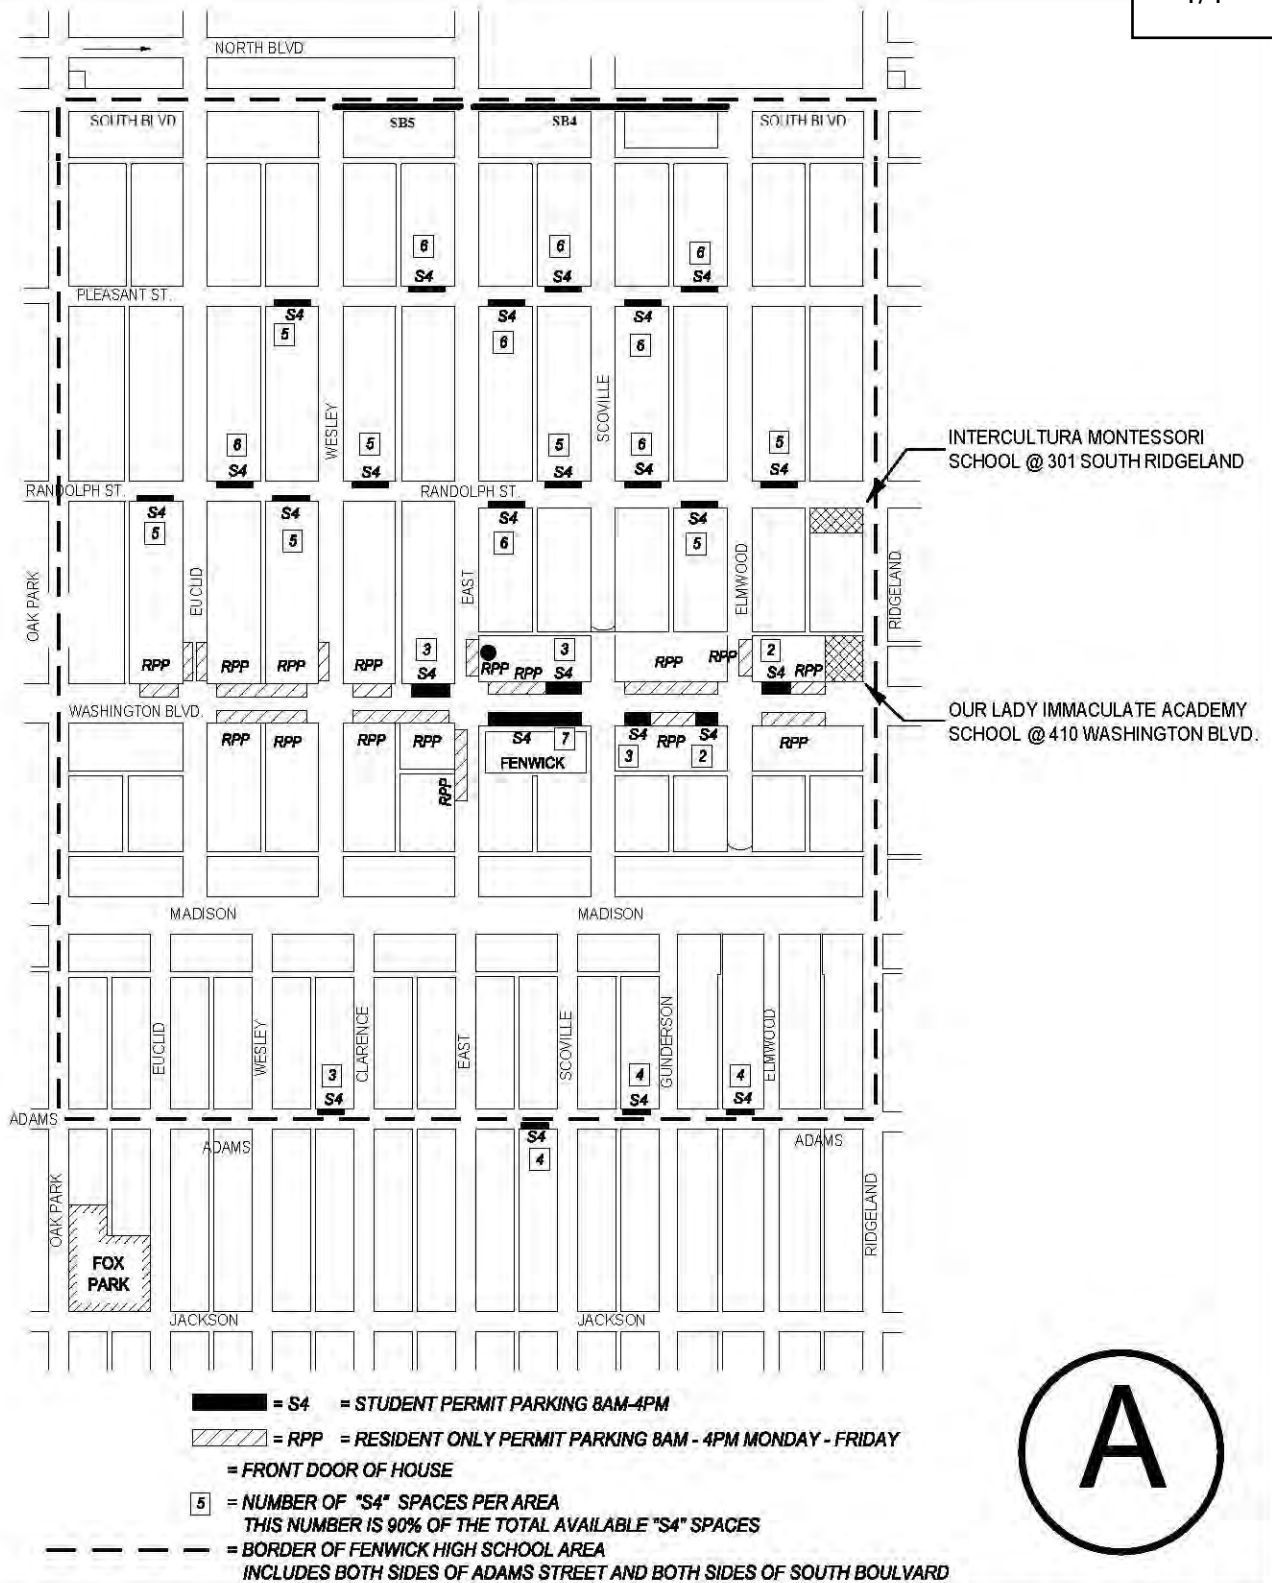 NORTH BLVD
SOUTH BLVD
SB5
SB4
SOUTH BLVD
6
S4
6
S4
6
S4
PLEASANT ST.
S4
5
S4
6
S4
6
WESLEY
SCOVILLE
6
S4
5
S4
5
S4
6
S4
5
S4
INTERCULTURA MONTESSORI
SCHOOL @ 301 SOUTH RIDGELAND
RANDOLPH ST.
RANDOLPH ST.
S4
5
S4
5
S4
6
S4
5
OAK PARK
EUCLID
EAST
ELMWOOD
RIDGELAND
RPP
RPP
RPP
RPP
3
S4
RPP
RPP
3
S4
RPP
RPP
2
S4
RPP
WASHINGTON BLVD.
OUR LADY IMMACULATE ACADEMY
SCHOOL @ 410 WASHINGTON BLVD.
RPP
RPP
RPP
RPP
RPP
S4
7
FENWICK
S4
3
RPP
S4
2
RPP
MADISON
MADISON
EUCLID
WESLEY
CLARENCE
EAST
SCOVILLE
GUNDERSON
ELMWOOD
3
S4
4
S4
4
S4
ADAMS
ADAMS
S4
4
ADAMS
OAK PARK
RIDGELAND
FOX
PARK
JACKSON
JACKSON
= S4 = STUDENT PERMIT PARKING 8AM-4PM
= RPP = RESIDENT ONLY PERMIT PARKING 8AM - 4PM MONDAY - FRIDAY
= FRONT DOOR OF HOUSE
5 = NUMBER OF "S4" SPACES PER AREA
THIS NUMBER IS 90% OF THE TOTAL AVAILABLE "S4" SPACES
= BORDER OF FENWICK HIGH SCHOOL AREA
INCLUDES BOTH SIDES OF ADAMS STREET AND BOTH SIDES OF SOUTH BOULVARD
A